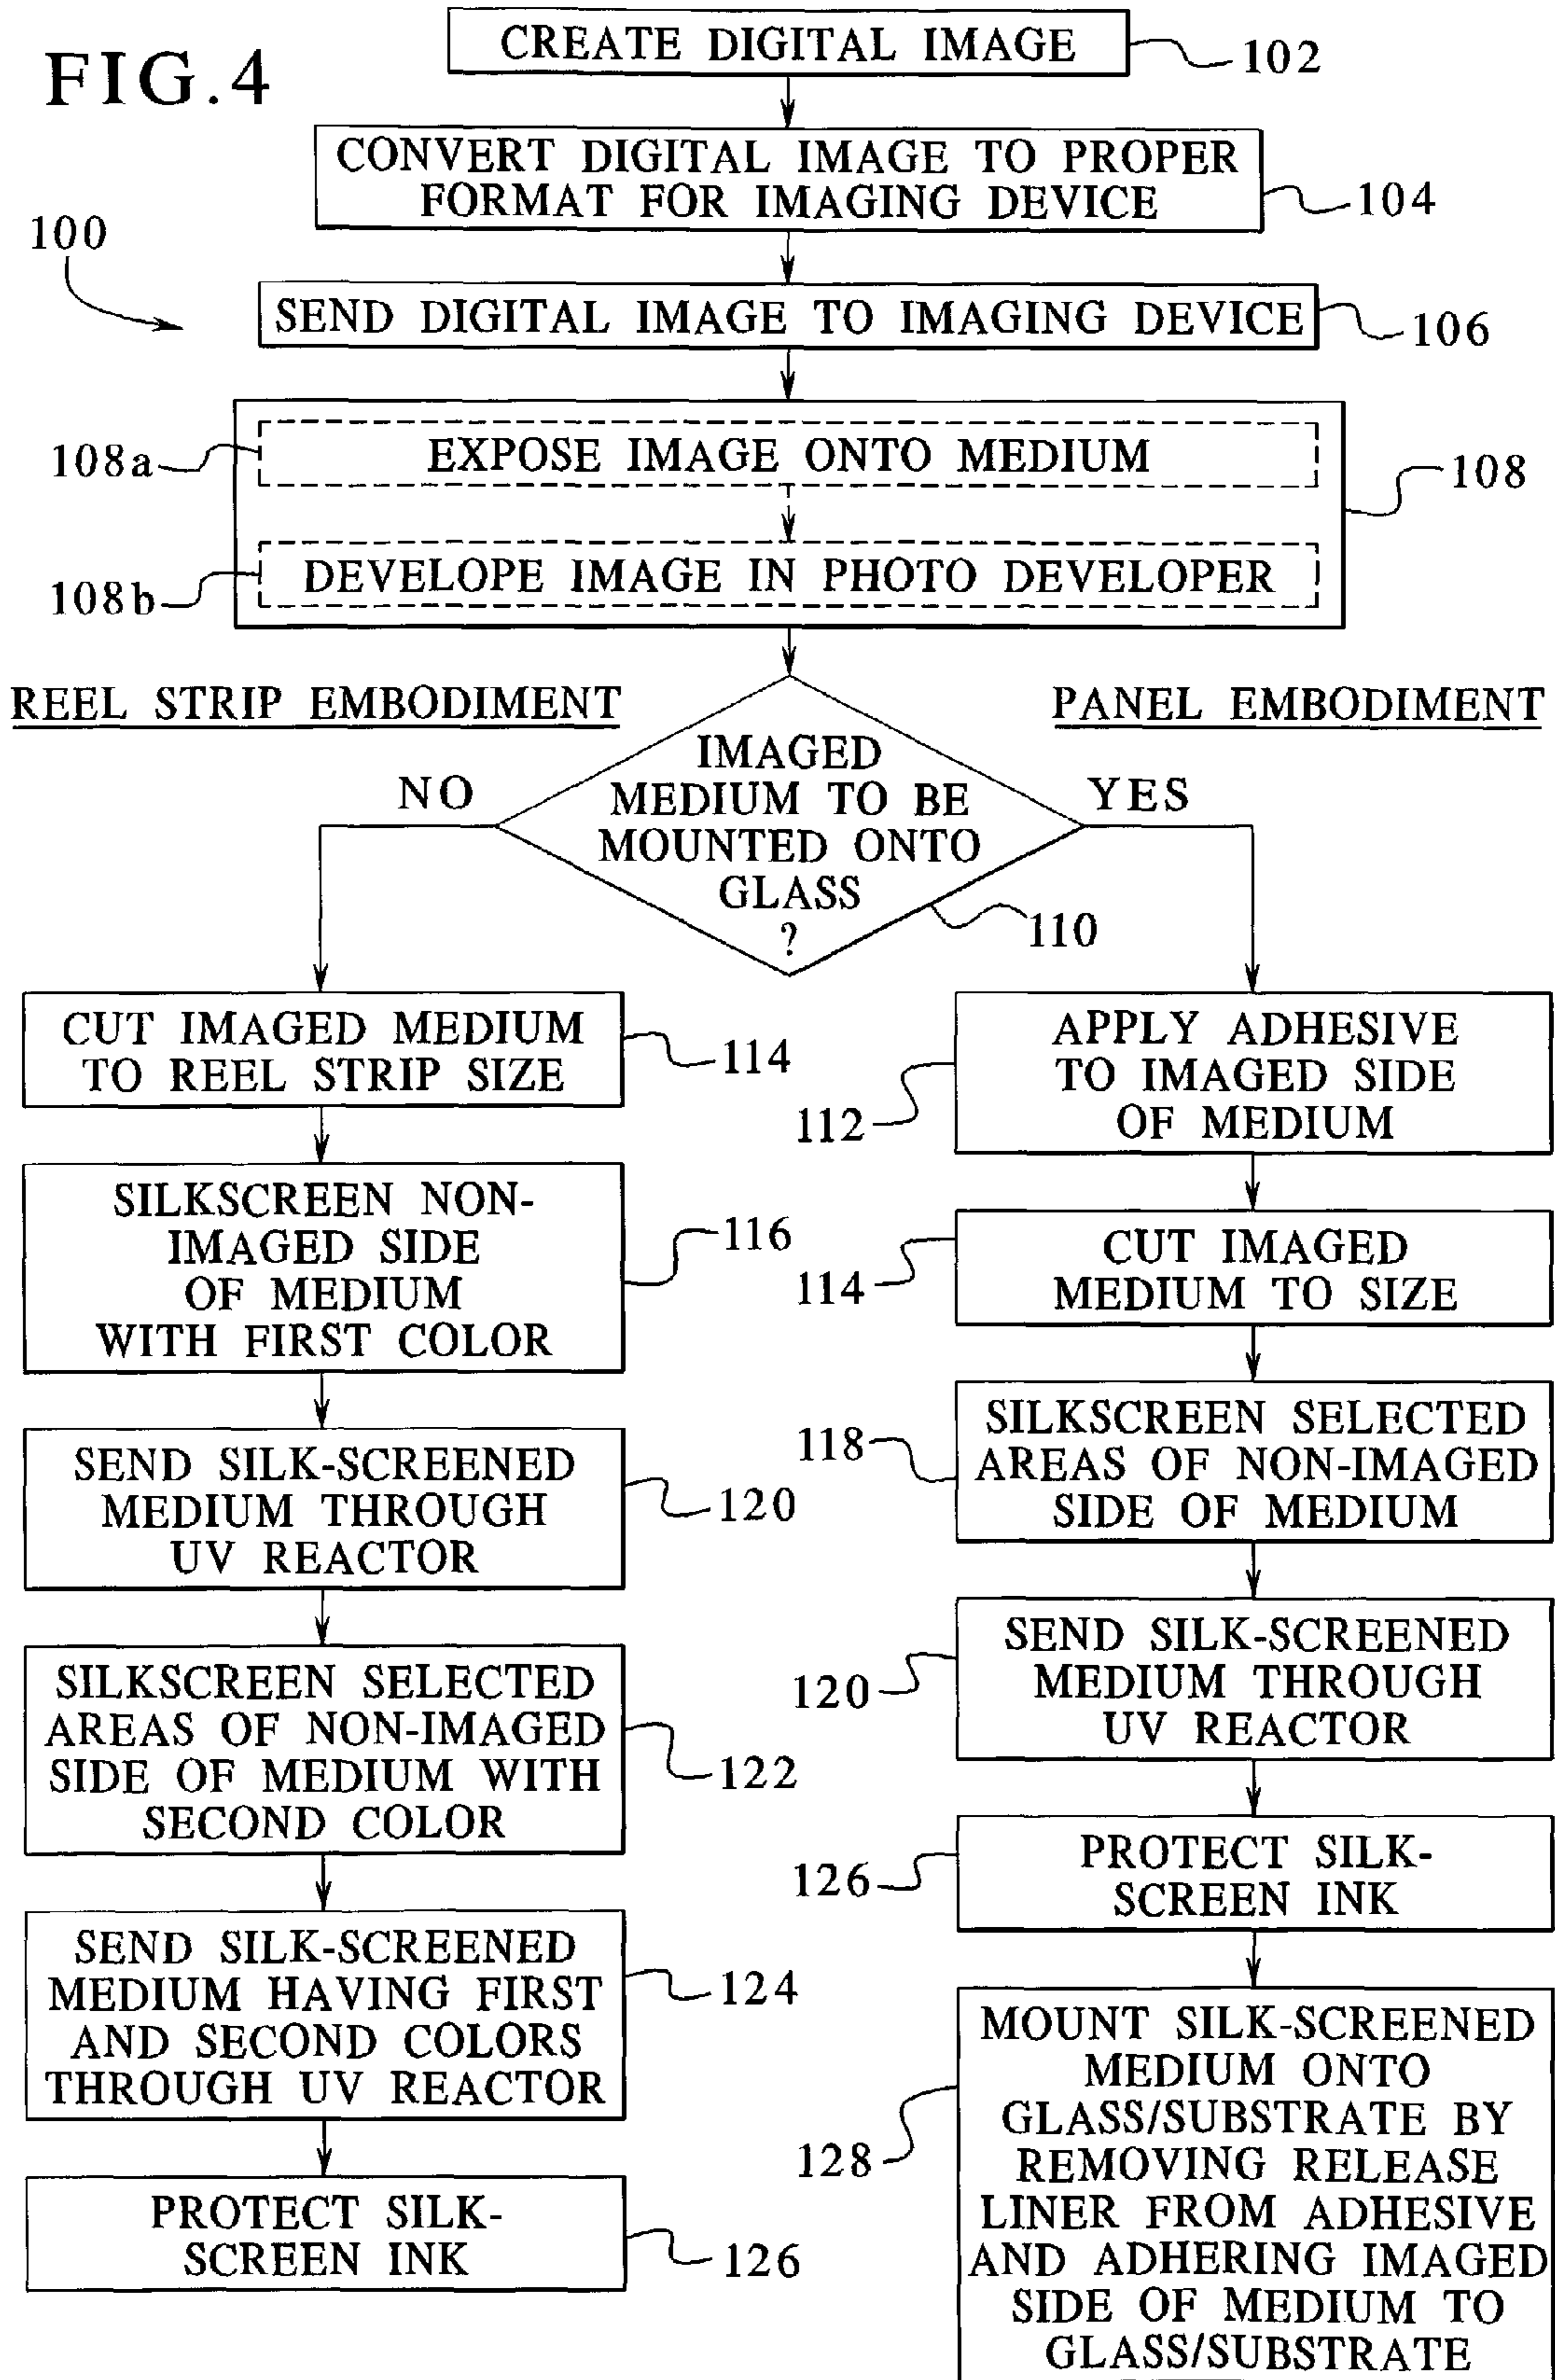 FIG.4
CREATE DIGITAL IMAGE
102
CONVERT DIGITAL IMAGE TO PROPER
FORMAT FOR IMAGING DEVICE
104
100
SEND DIGITAL IMAGE TO IMAGING DEVICE
106
EXPOSE IMAGE ONTO MEDIUM
108a
108
DEVELOPE IMAGE IN PHOTO DEVELOPER
108b
REEL STRIP EMBODIMENT
PANEL EMBODIMENT
IMAGED
MEDIUM TO BE
MOUNTED ONTO
GLASS
?
NO
YES
110
CUT IMAGED MEDIUM
TO REEL STRIP SIZE
114
SILKSCREEN NON-
IMAGED SIDE
OF MEDIUM
WITH FIRST COLOR
116
SEND SILK-SCREENED
MEDIUM THROUGH
UV REACTOR
120
SILKSCREEN SELECTED
AREAS OF NON-IMAGED
SIDE OF MEDIUM WITH
SECOND COLOR
122
SEND SILK-SCREENED
MEDIUM HAVING FIRST
AND SECOND COLORS
THROUGH UV REACTOR
124
PROTECT SILK-
SCREEN INK
126
APPLY ADHESIVE
TO IMAGED SIDE
OF MEDIUM
112
CUT IMAGED
MEDIUM TO SIZE
114
SILKSCREEN SELECTED
AREAS OF NON-IMAGED
SIDE OF MEDIUM
118
SEND SILK-SCREENED
MEDIUM THROUGH
UV REACTOR
120
PROTECT SILK-
SCREEN INK
126
MOUNT SILK-SCREENED
MEDIUM ONTO
GLASS/SUBSTRATE BY
REMOVING RELEASE
LINER FROM ADHESIVE
AND ADHERING IMAGED
SIDE OF MEDIUM TO
GLASS/SUBSTRATE
128